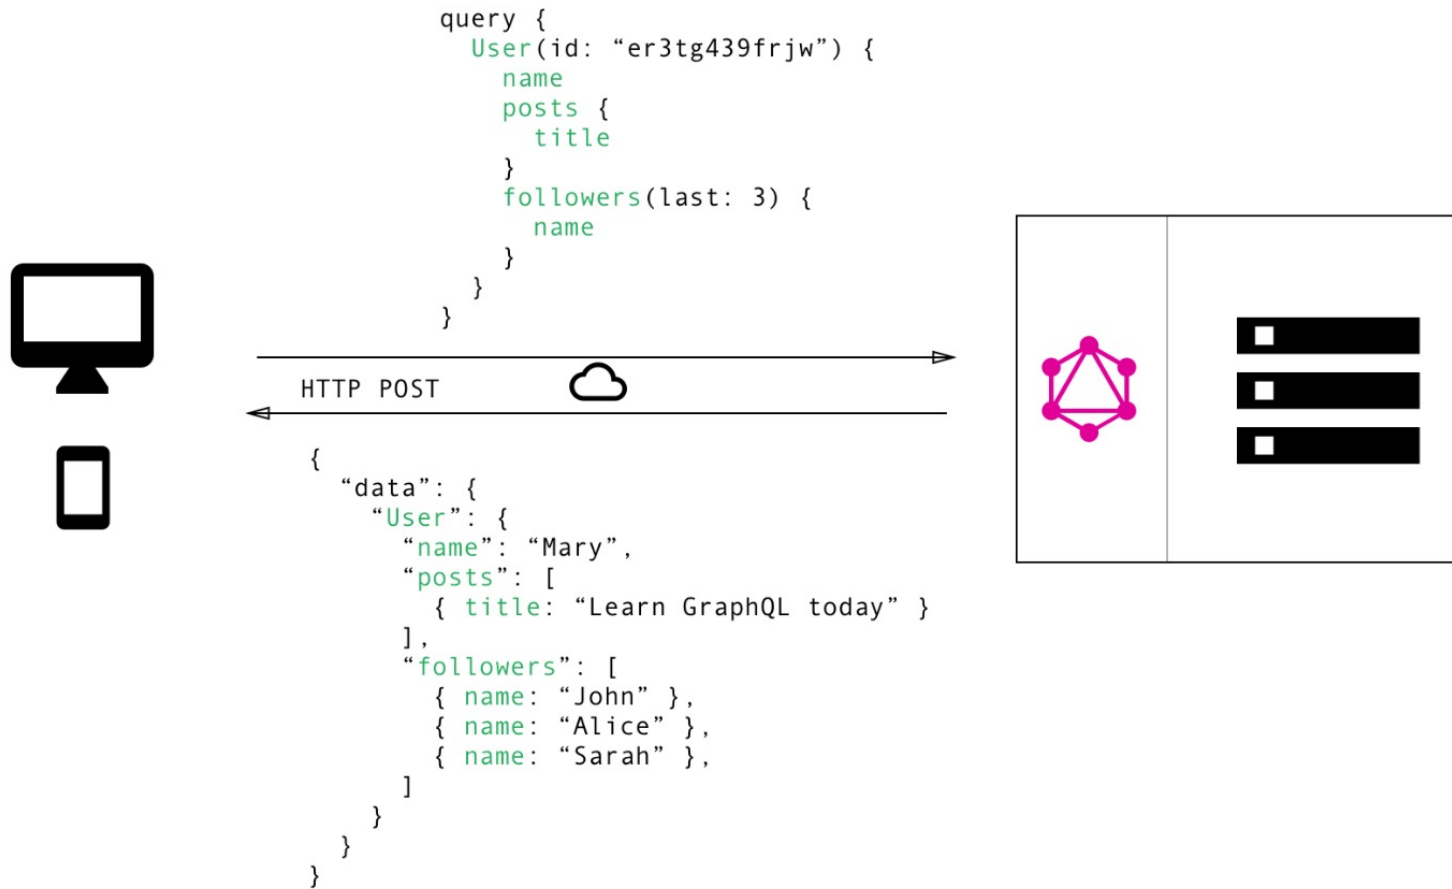 query {
User(id: “er3tg439frjw”) {
name
posts {
title
}
followers(last: 3) {
name
}
}
}
HTTP POST
{
“data”: {
“User”: {
“name”: “Mary”,
“posts”: [
{ title: “Learn GraphQL today” }
],
“followers”: [
{ name: “John” },
{ name: “Alice” },
{ name: “Sarah” },
]
}
}
}